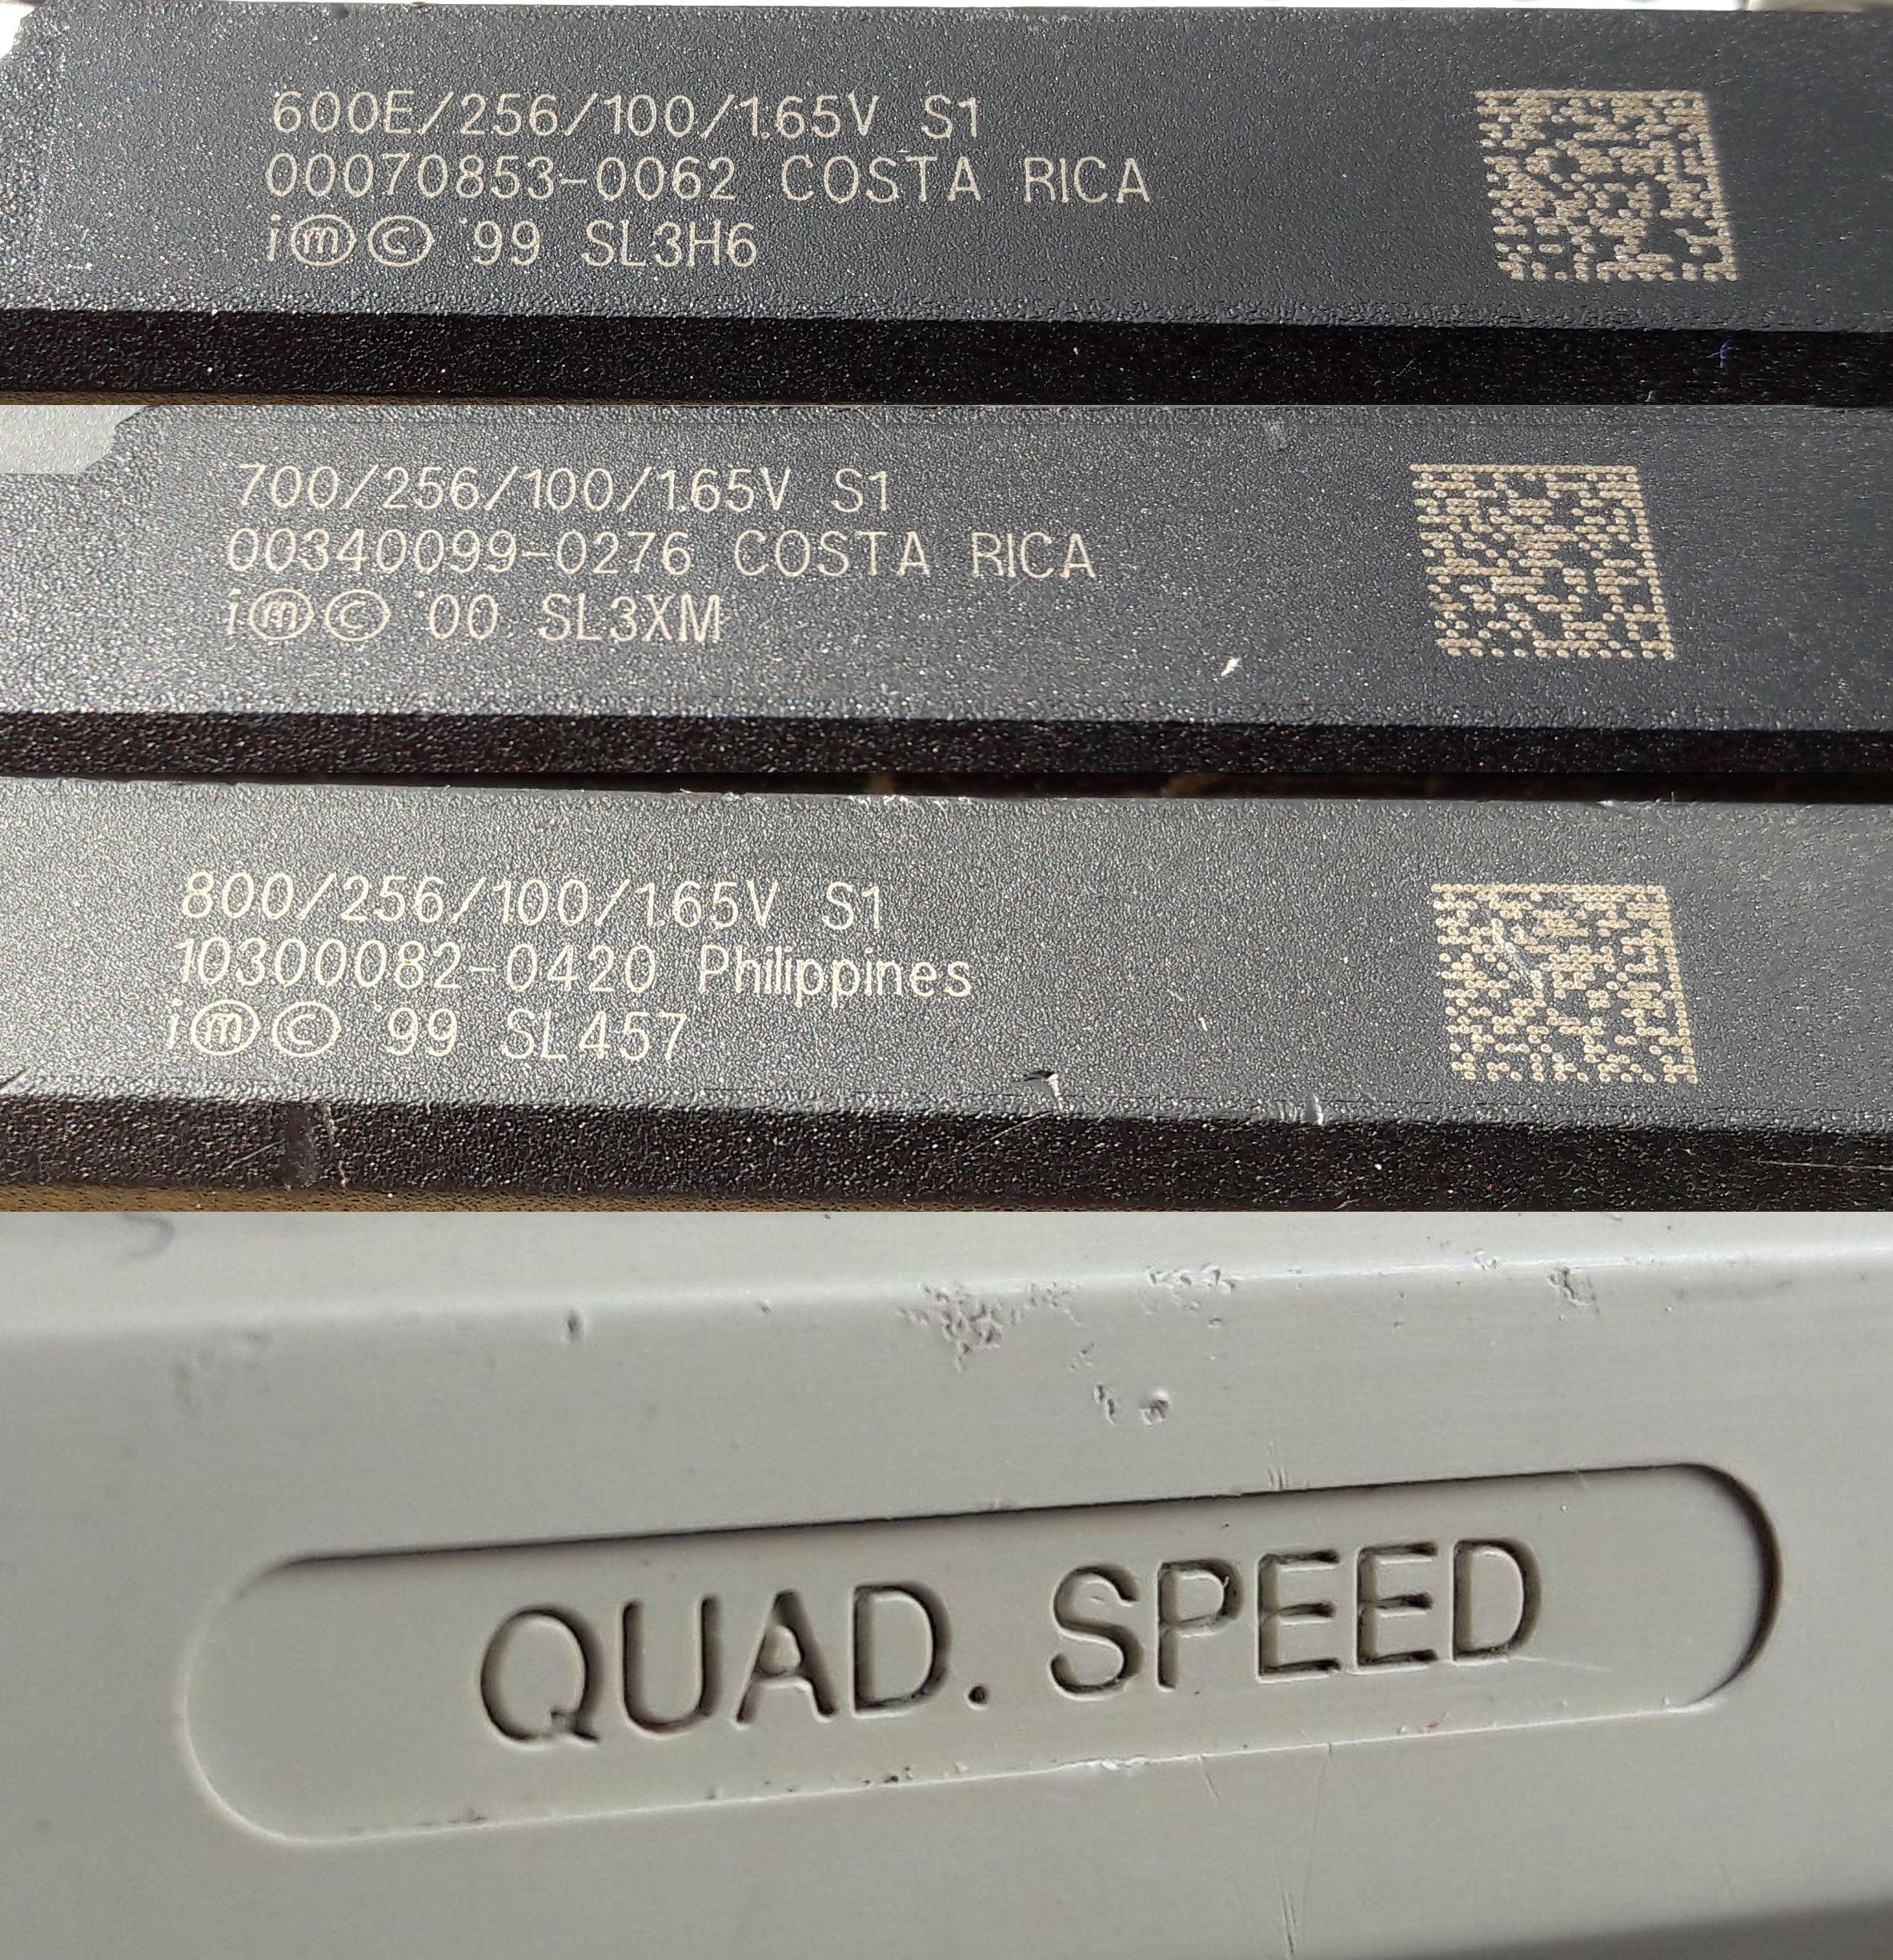 600E/256/100/1.65V S1
00070853-0062 COSTA RICA
i ⓜ © '99 SL3H6
700/256/100/1.65V S1
00340099-0276 COSTA RICA
i ⓜ © '00 SL3XM
800/256/100/1.65V S1
10300082-0420 Philippines
i ⓜ © '99 SL457
QUAD. SPEED